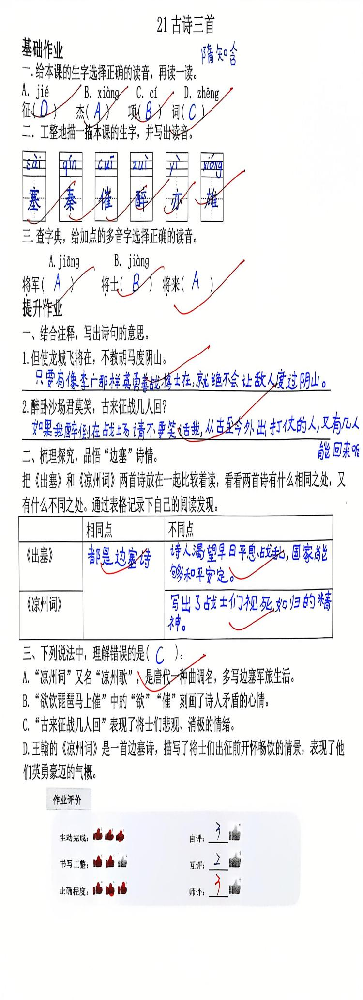 21 古诗三首
基础作业
隋知含
一.给本课的生字选择正确的读音，再读一读。
A. jié B. xiàng C. cí D. zhēng
征( D ) 杰( A ) 项( B ) 词( C )
二. 工整地描一描本课的生字，并写出读音。
sài qín cuī zuì yì xióng
塞 秦 催 醉 亦 雄
三.查字典，给加点的多音字选择正确的读音。
A.jiāng B. jiàng
将军( A ) 将士( B ) 将来( A )
提升作业
一、结合注释，写出诗句的意思。
1.但使龙城飞将在，不教胡马度阴山。
只要有像李广那样英勇善战将士在,就绝不会让敌人度过阴山。
2.醉卧沙场君莫笑，古来征战几人回?
如果我醉倒在战场请不要笑话我,从古至今外出打仗的人,又有几人
能回来呢
二、梳理探究，品悟“边塞”诗情。
把《出塞》和《凉州词》两首诗放在一起比较着读，看看两首诗有什么相同之处，又
有什么不同之处。通过表格记录下自己的阅读发现。
相同点 不同点
《出塞》 都是边塞诗 诗人渴望早日平息战乱,国家能
够和平安定。
《凉州词》 写出了战士们视死如归的精
神。
三、下列说法中，理解错误的是( C )。
A.“凉州词”又名“凉州歌”，是唐代一种曲调名，多写边塞军旅生活。
B.“欲饮琵琶马上催”中的“欲”“催”刻画了诗人矛盾的心情。
C.“古来征战几人回”表现了将士们悲观、消极的情绪。
D.王翰的《凉州词》是一首边塞诗，描写了将士们出征前开怀畅饮的情景，表现了他
们英勇豪迈的气概。
作业评价
主动完成： 自评： 3
书写工整： 互评： 2
正确程度： 师评： 3